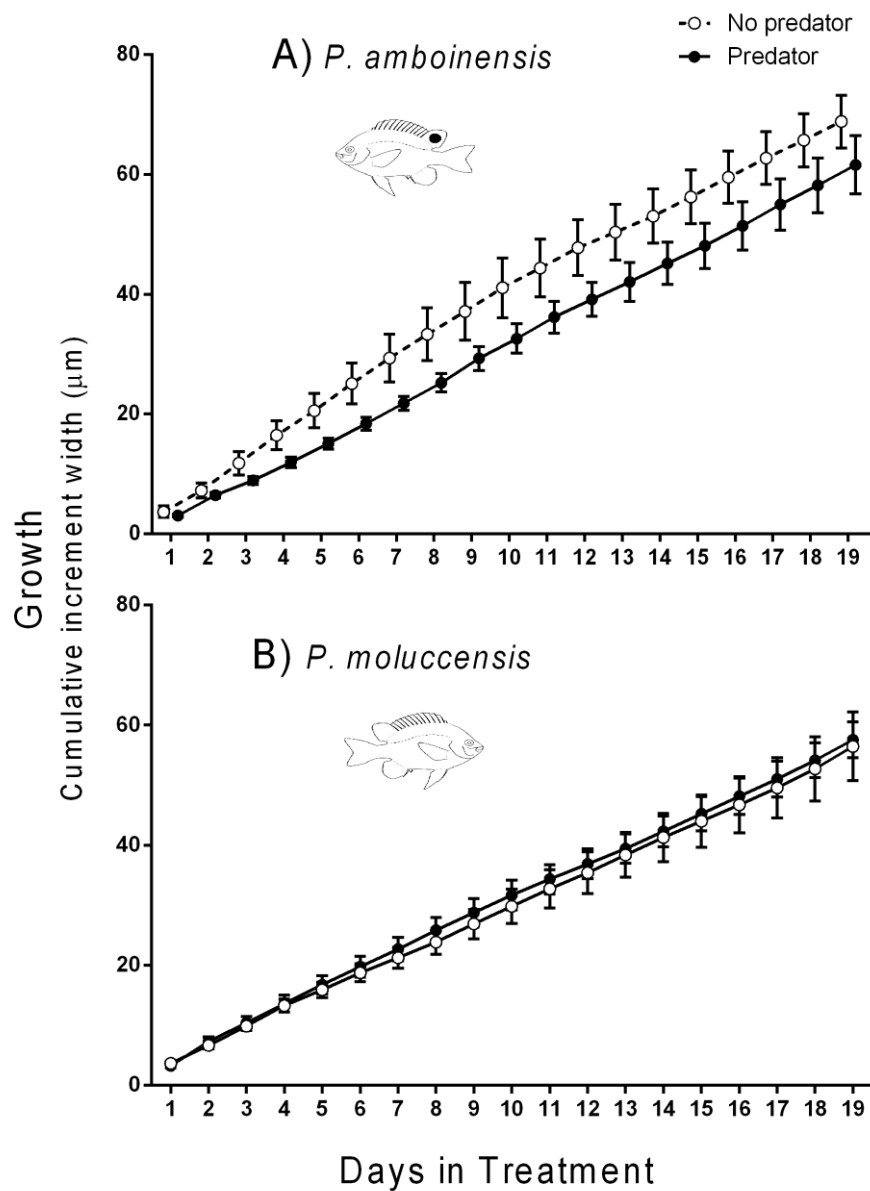 No predator
Predator
A) P. amboinensis
80
60
40
20
0
1 2 3 4 5 6 7 8 9 10 11 12 13 14 15 16 17 18 19
Growth
Cumulative increment width (μm)
B) P. moluccensis
80
60
40
20
0
1 2 3 4 5 6 7 8 9 10 11 12 13 14 15 16 17 18 19
Days in Treatment